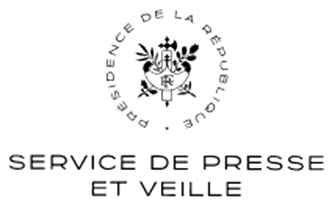 PRÉSIDENCE DE LA RÉPUBLIQUE
RF
SERVICE DE PRESSE
ET VEILLE